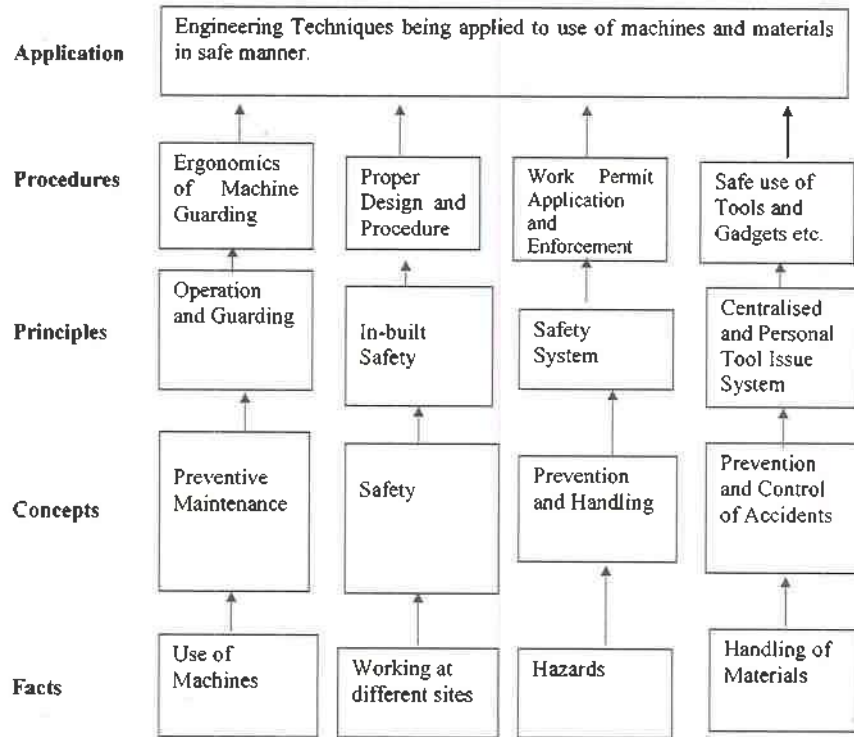 Application
Engineering Techniques being applied to use of machines and materials
in safe manner.
Procedures
Ergonomics
of Machine
Guarding
Proper
Design and
Procedure
Work Permit
Application
and
Enforcement
Safe use of
Tools and
Gadgets etc.
Principles
Operation
and Guarding
In-built
Safety
Safety
System
Centralised
and Personal
Tool Issue
System
Concepts
Preventive
Maintenance
Safety
Prevention
and Handling
Prevention
and Control
of Accidents
Facts
Use of
Machines
Working at
different sites
Hazards
Handling of
Materials